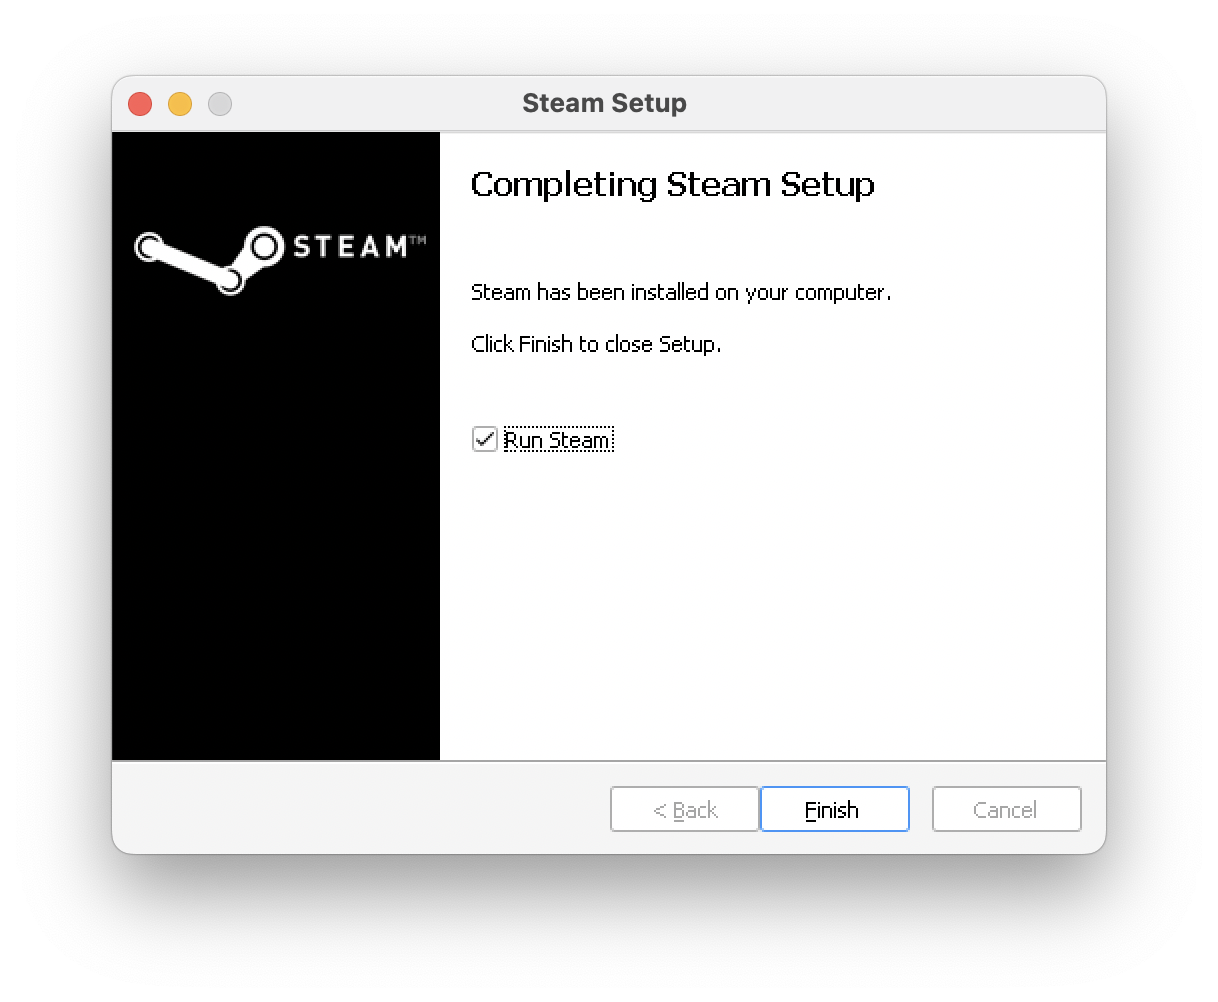 Steam Setup
STEAM™
Completing Steam Setup
Steam has been installed on your computer.
Click Finish to close Setup.
Run Steam
< Back
Finish
Cancel